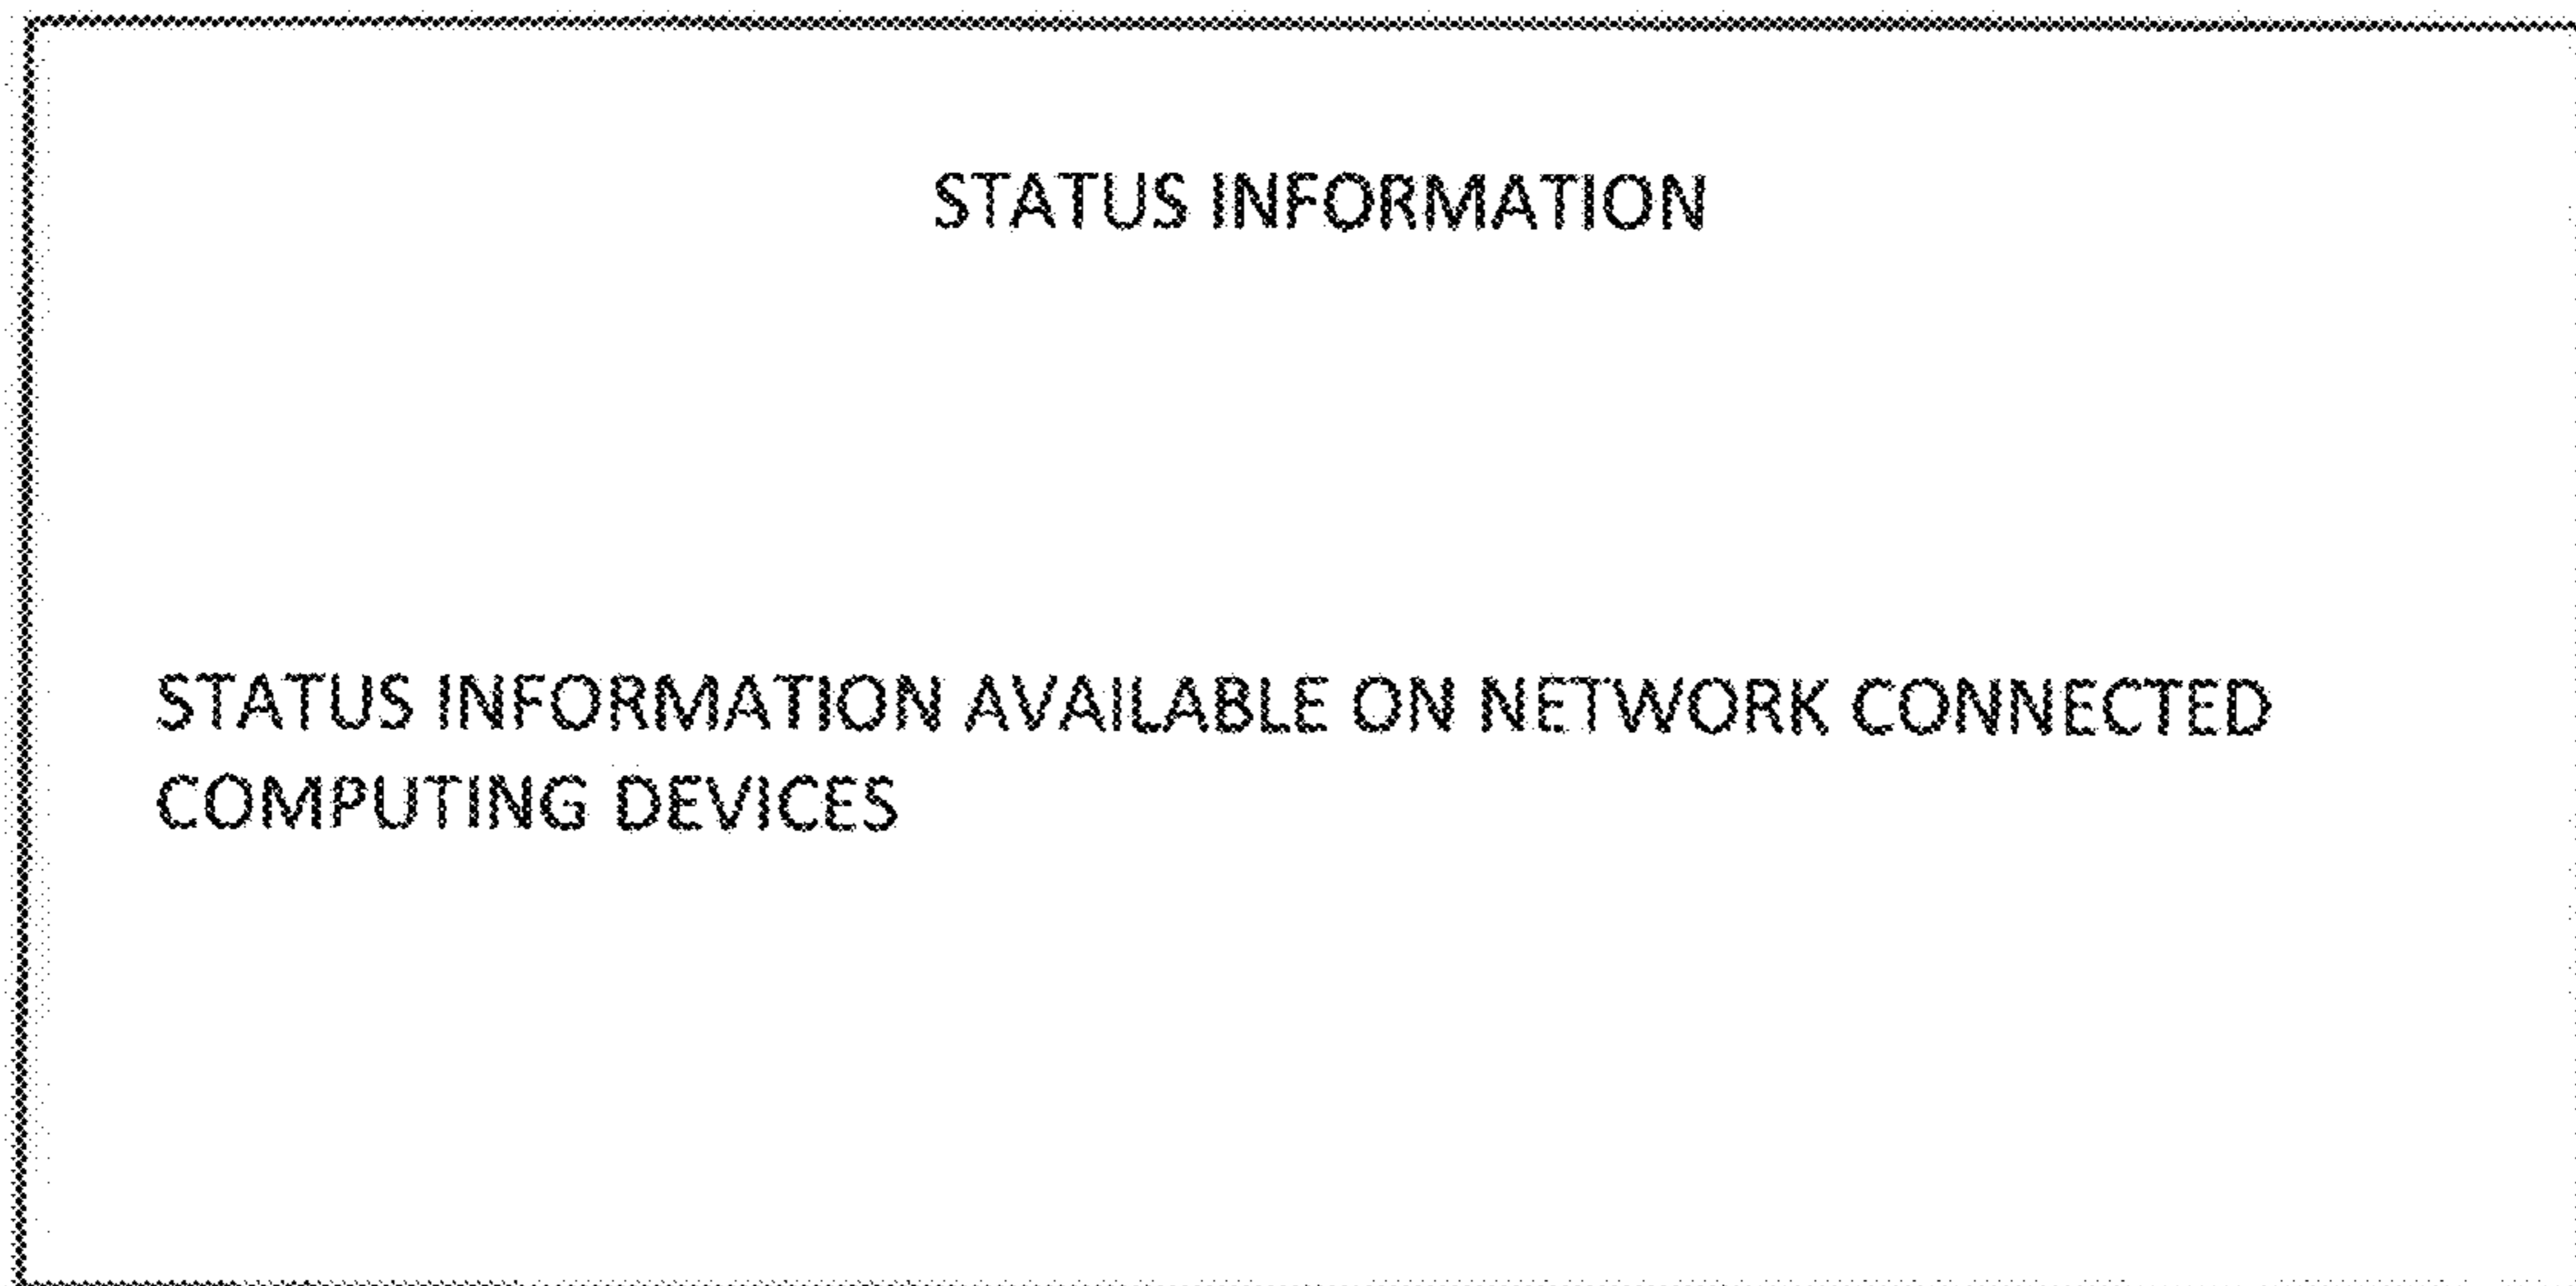 STATUS INFORMATION
STATUS INFORMATION AVAILABLE ON NETWORK CONNECTED
COMPUTING DEVICES